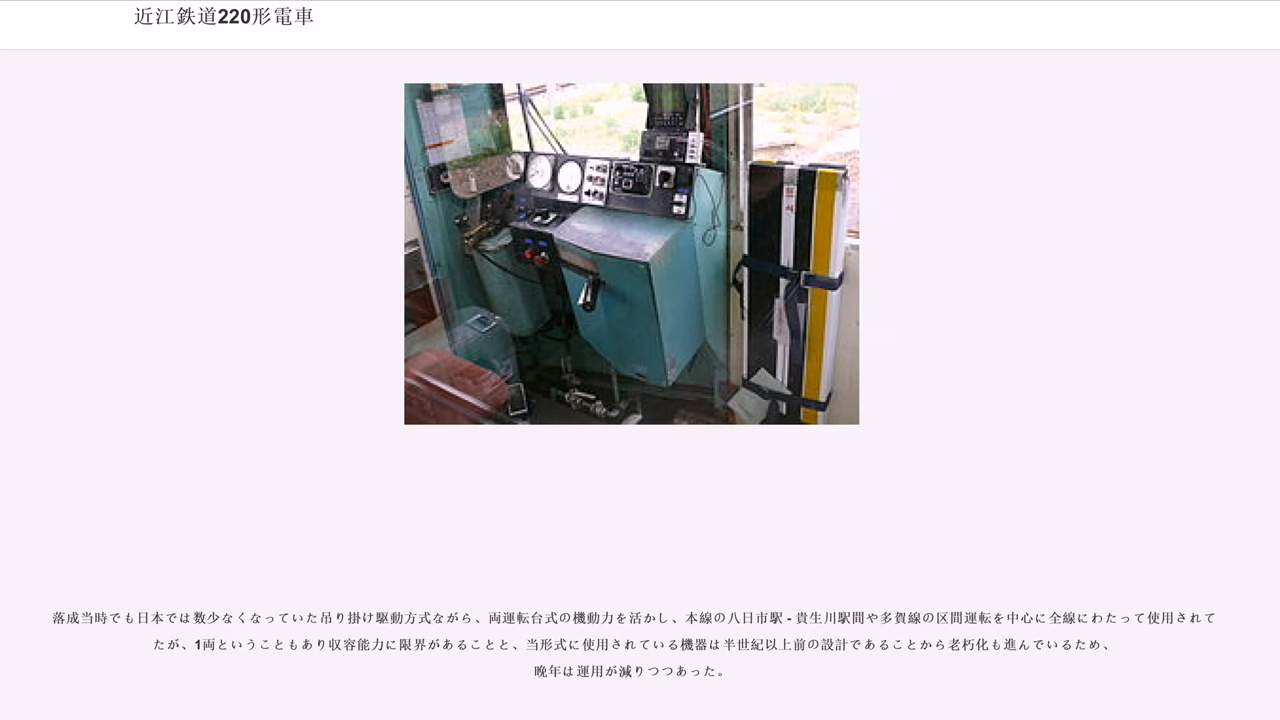 近江鉄道220形電車
落成当時でも日本では数少なくなっていた吊り掛け駆動方式ながら、両運転台式の機動力を活かし、本線の八日市駅 - 貴生川駅間や多賀線の区間運転を中心に全線にわたって使用されて
たが、1両ということもあり収容能力に限界があることと、当形式に使用されている機器は半世紀以上前の設計であることから老朽化も進んでいるため、
晩年は運用が減りつつあった。